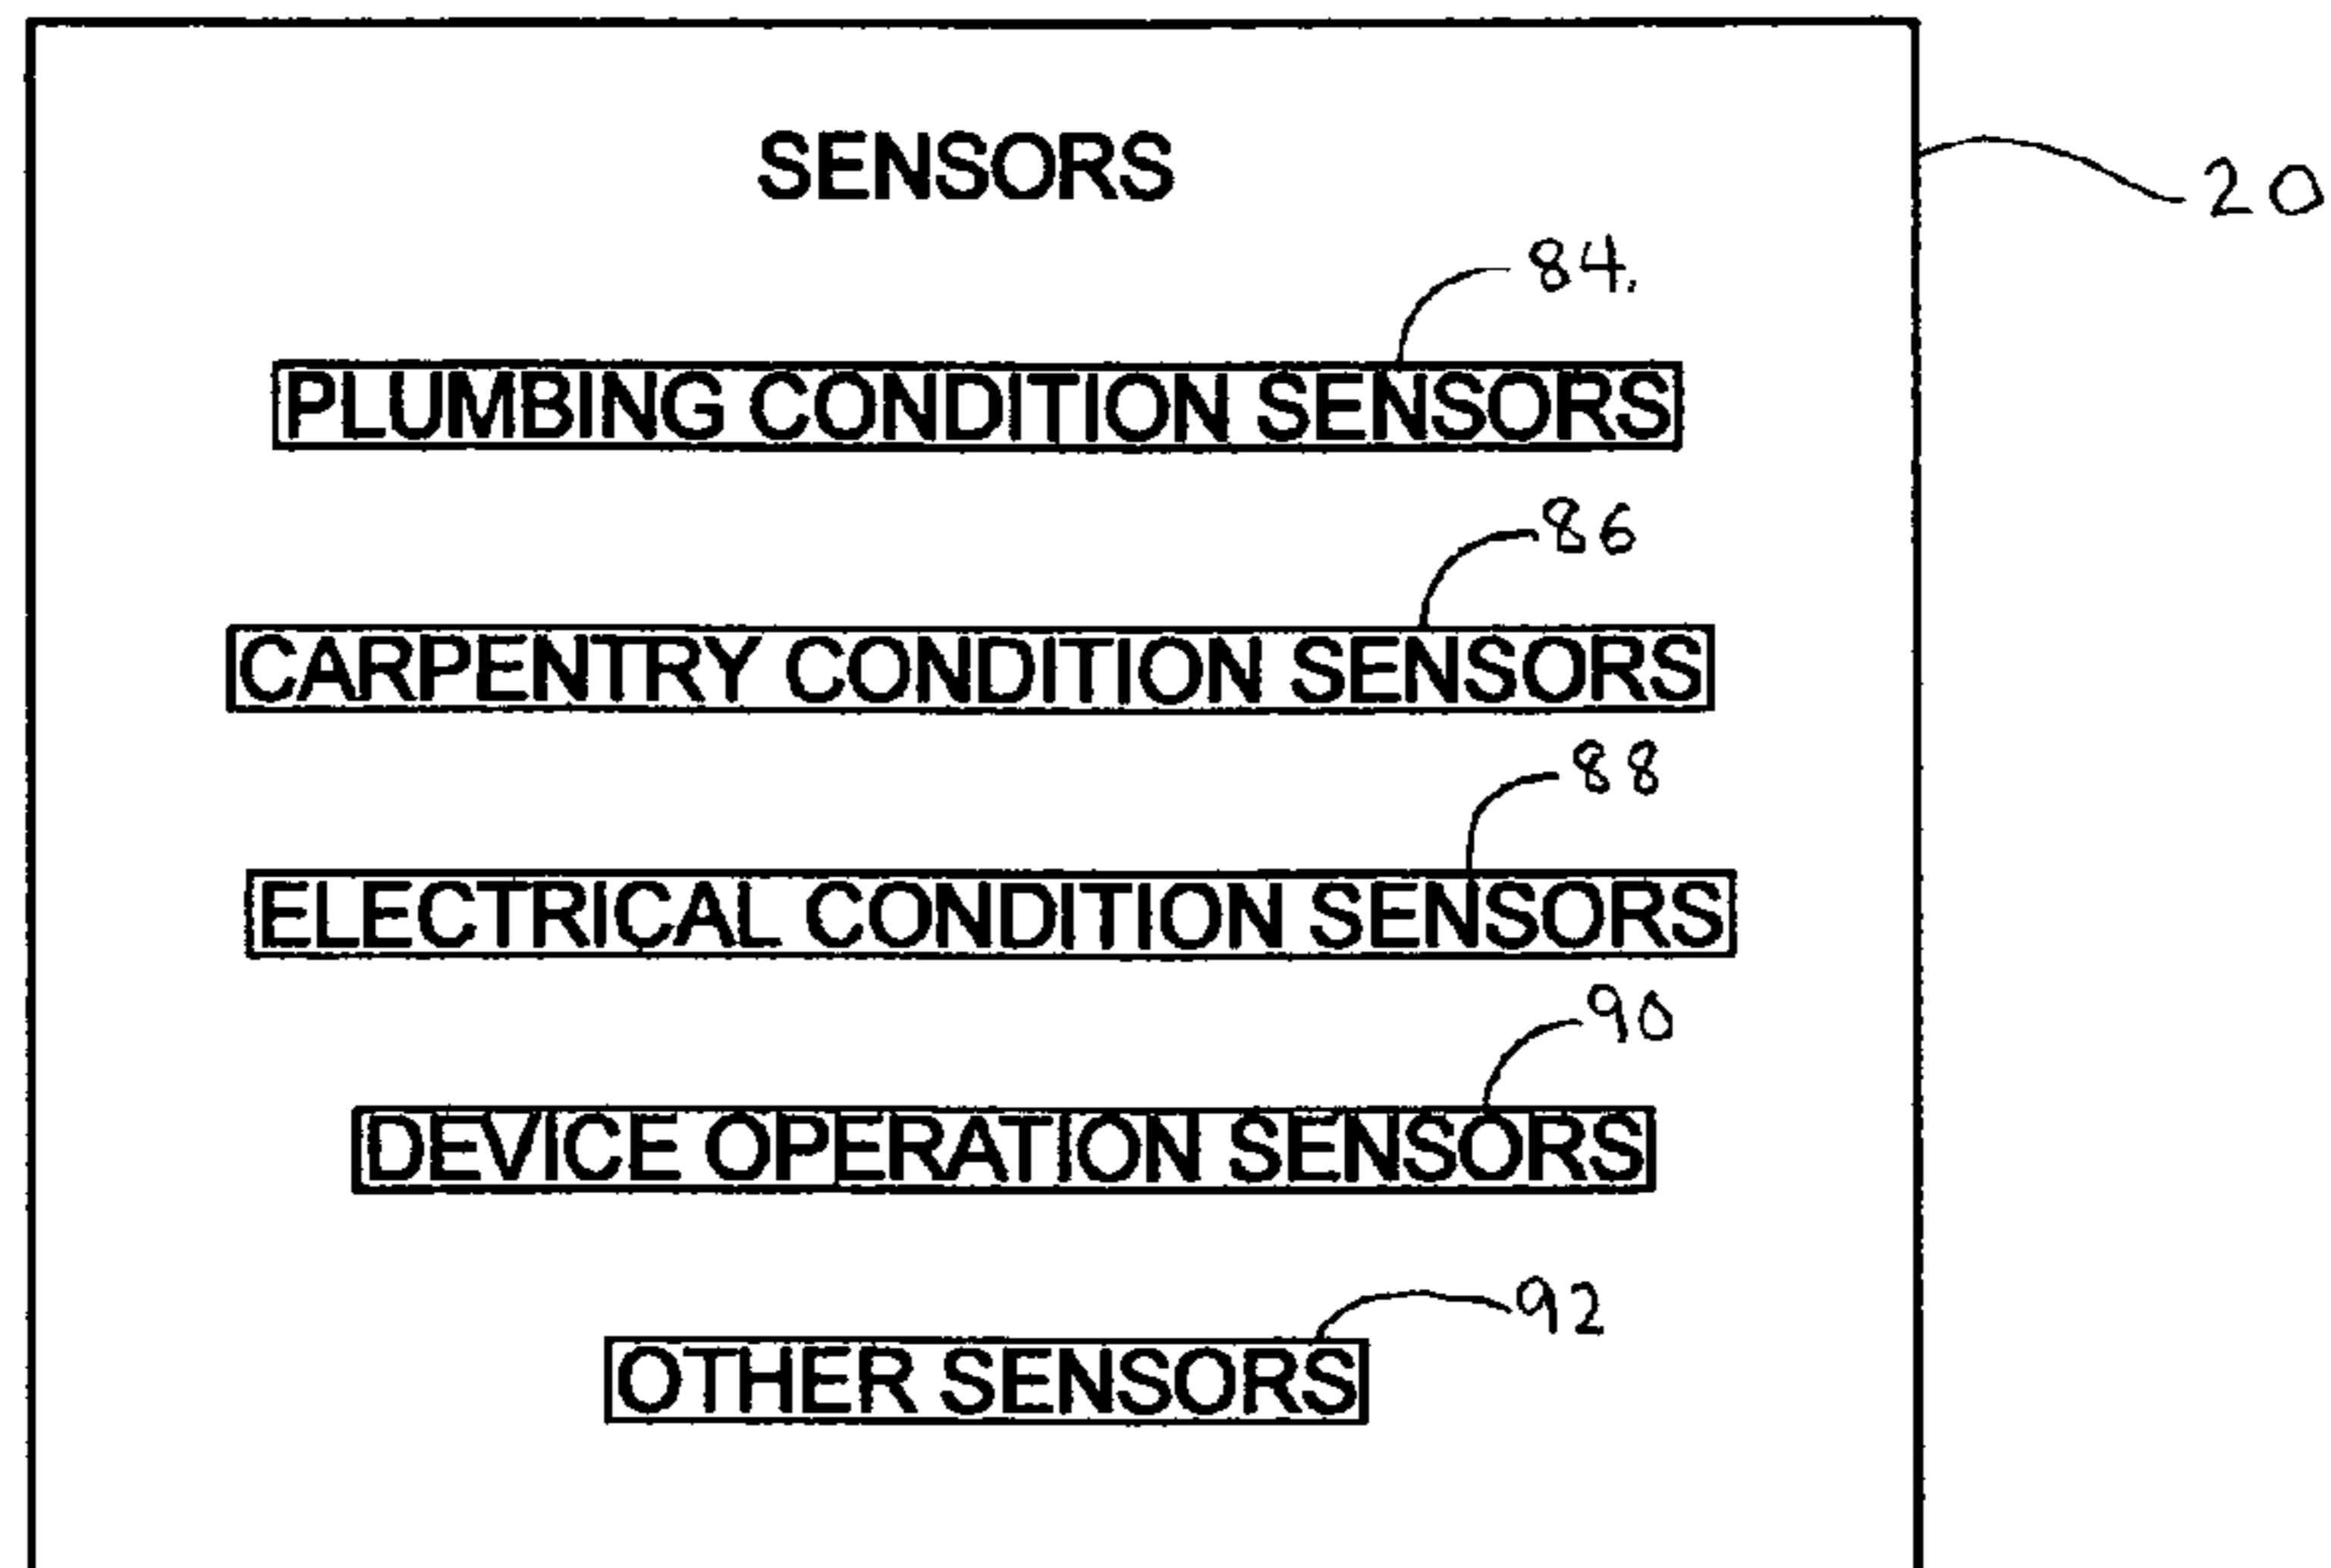 SENSORS
20
84.
PLUMBING CONDITION SENSORS
86
CARPENTRY CONDITION SENSORS
88
ELECTRICAL CONDITION SENSORS
90
DEVICE OPERATION SENSORS
92
OTHER SENSORS